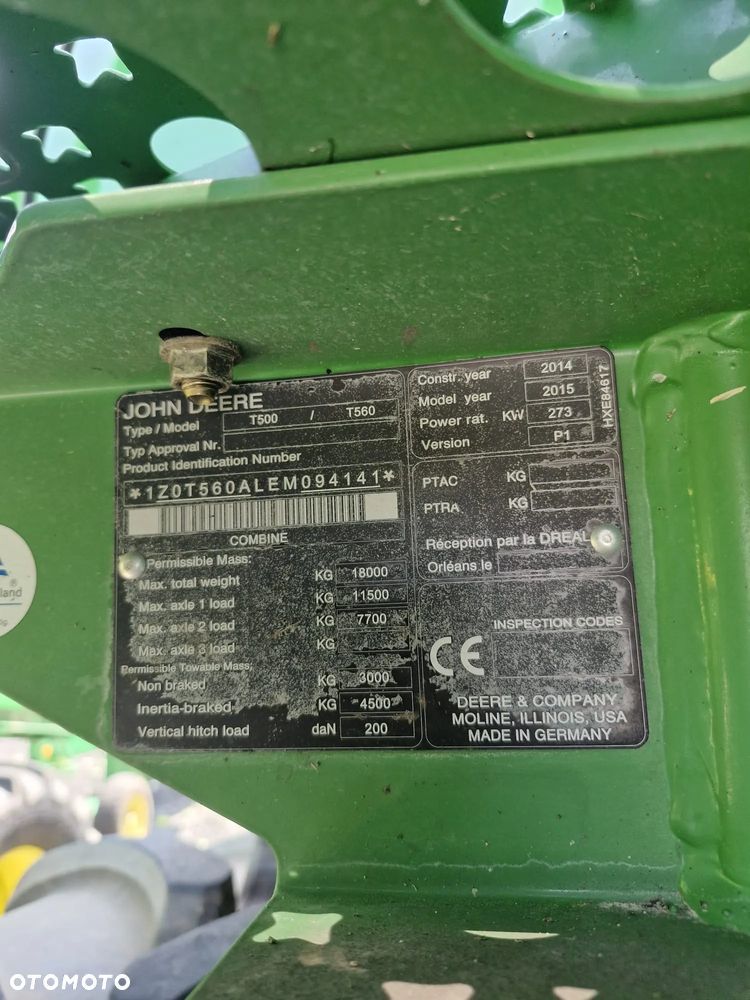 JOHN DEERE
Type / Model T500 / T560
Typ Approval Nr.
Product Identification Number
*1Z0T560ALEM094141*
COMBINE
Permissible Mass:
Max. total weight KG 18000
Max. axle 1 load KG 11500
Max. axle 2 load KG 7700
Max. axle 3 load KG
Permissible Towable Mass:
Non braked KG 3000
Inertia-braked KG 4500
Vertical hitch load daN 200
Constr. year 2014
Model year 2015
Power rat. KW 273
Version P1
HXE84617
PTAC KG
PTRA KG
Réception par la DREAL
Orléans le
INSPECTION CODES
CE
DEERE & COMPANY
MOLINE, ILLINOIS, USA
MADE IN GERMANY
OTOMOTO